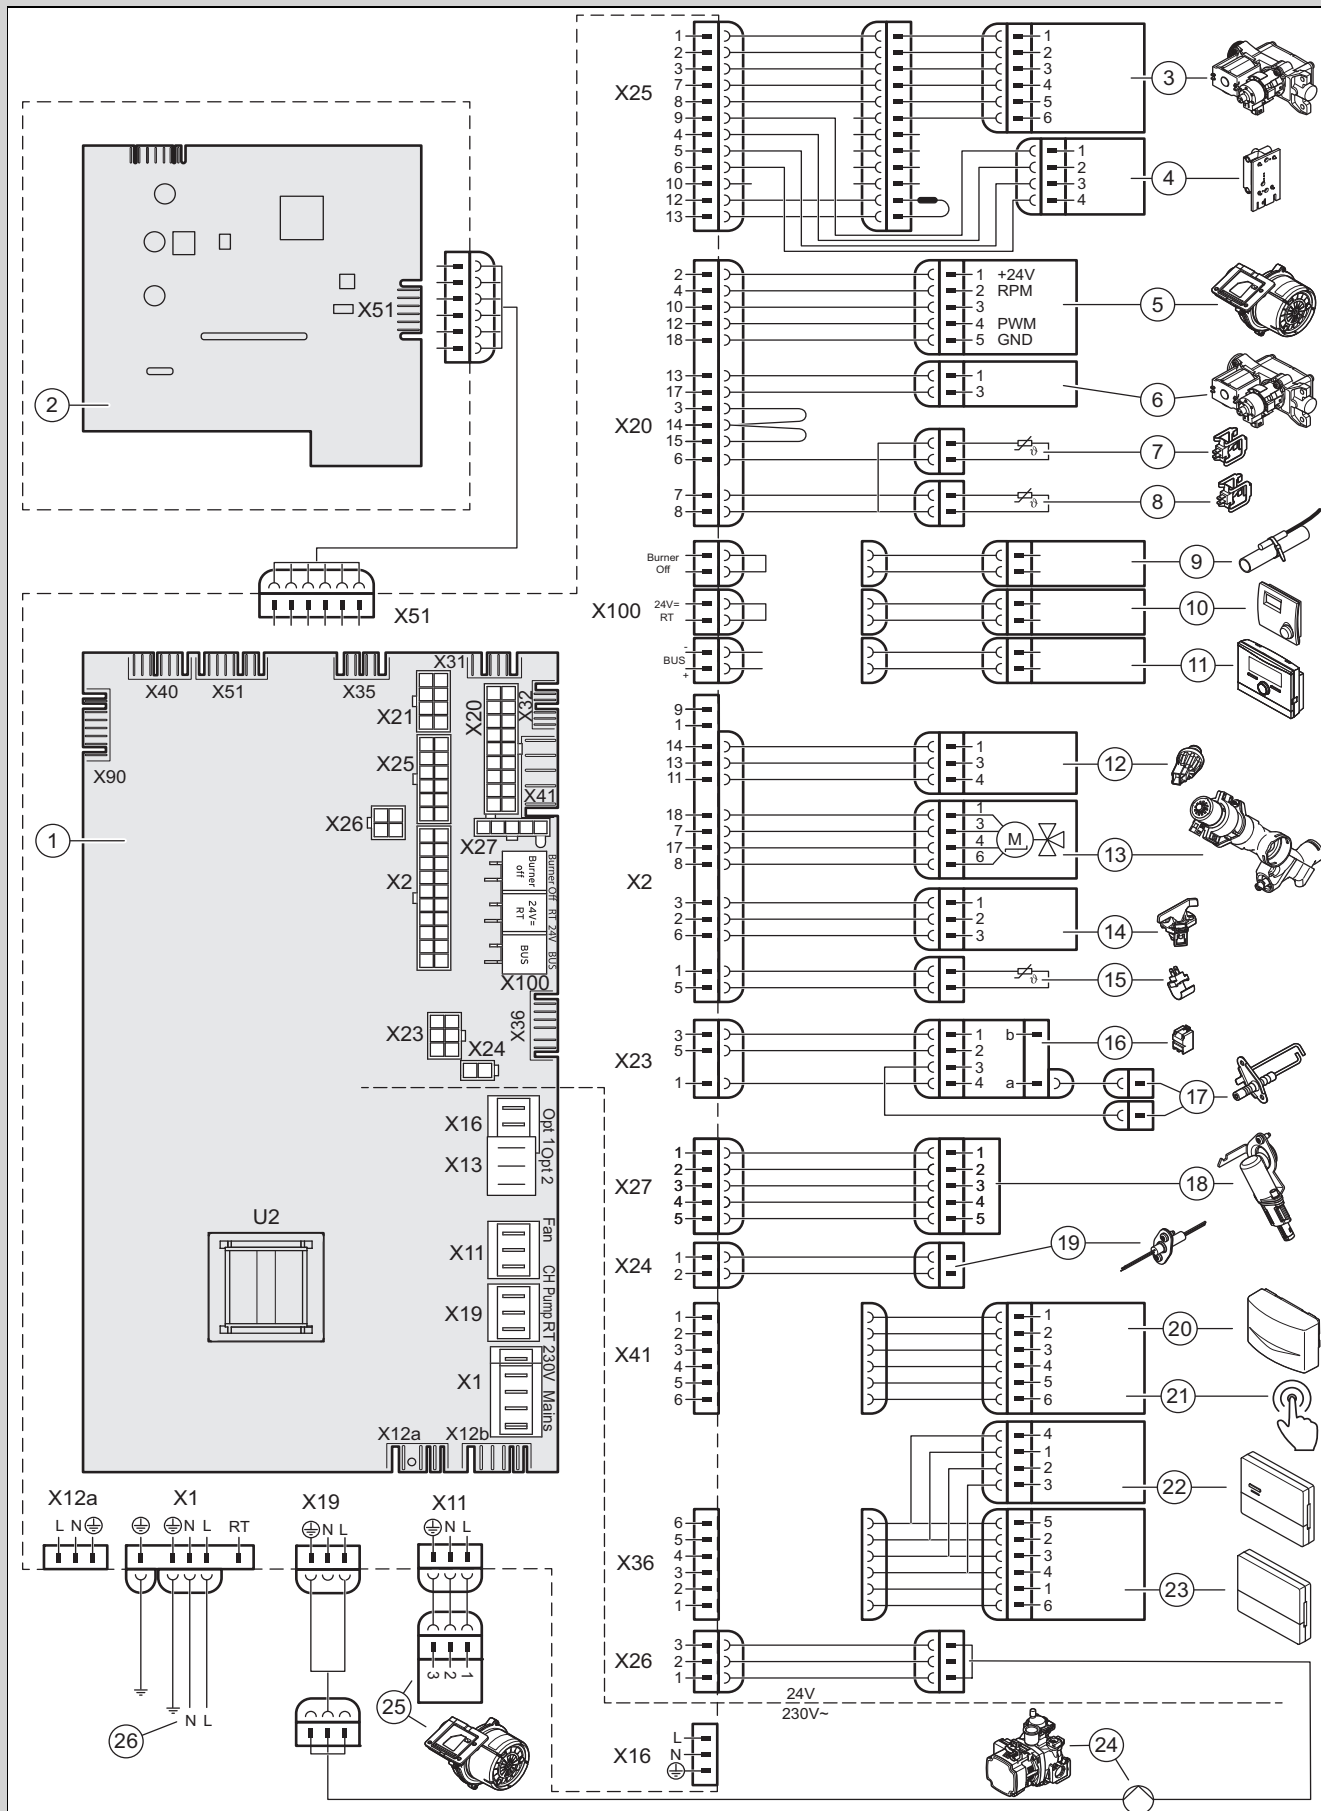 X25
1
2
3
7
8
9
4
5
6
10
12
13
1
2
3
4
5
6
3
1
2
3
4
4
X51
2
X20
2
4
10
12
18
13
17
3
14
15
6
7
8
1 +24V
2 RPM
3
4 PWM
5 GND
5
1
3
6
ϑ
7
ϑ
8
X51
X100
Burner
Off
24V=
RT
-
BUS
+
9
10
11
X40
X51
X35
X31
X32
X90
X21
X20
X25
X41
X26
X27
X2
Burner
off
24V=
RT
BUS
Burner Off
RT 24V
BUS
X100
X36
X23
X24
1
X16
X13
Opt 1
Opt 2
U2
X11
Fan
X19
CH Pump
RT 230V
X1
Mains
X12a
X12b
X2
9
1
14
13
11
18
7
17
8
3
2
6
1
5
1
3
4
12
1
3
4
6
M
13
1
2
3
14
ϑ
15
X23
3
5
1
1
2
3
4
b
a
16
17
X27
1
2
3
4
5
1
2
3
4
5
18
X24
1
2
19
X41
1
2
3
4
5
6
1
2
3
4
5
6
20
21
4
1
2
3
22
X36
6
5
4
3
2
1
5
2
3
4
1
6
23
X26
3
2
1
24V
230V~
X16
L
N
24
X12a
L N
X1
N L
RT
X19
N L
X11
N L
3 2 1
25
26
N L